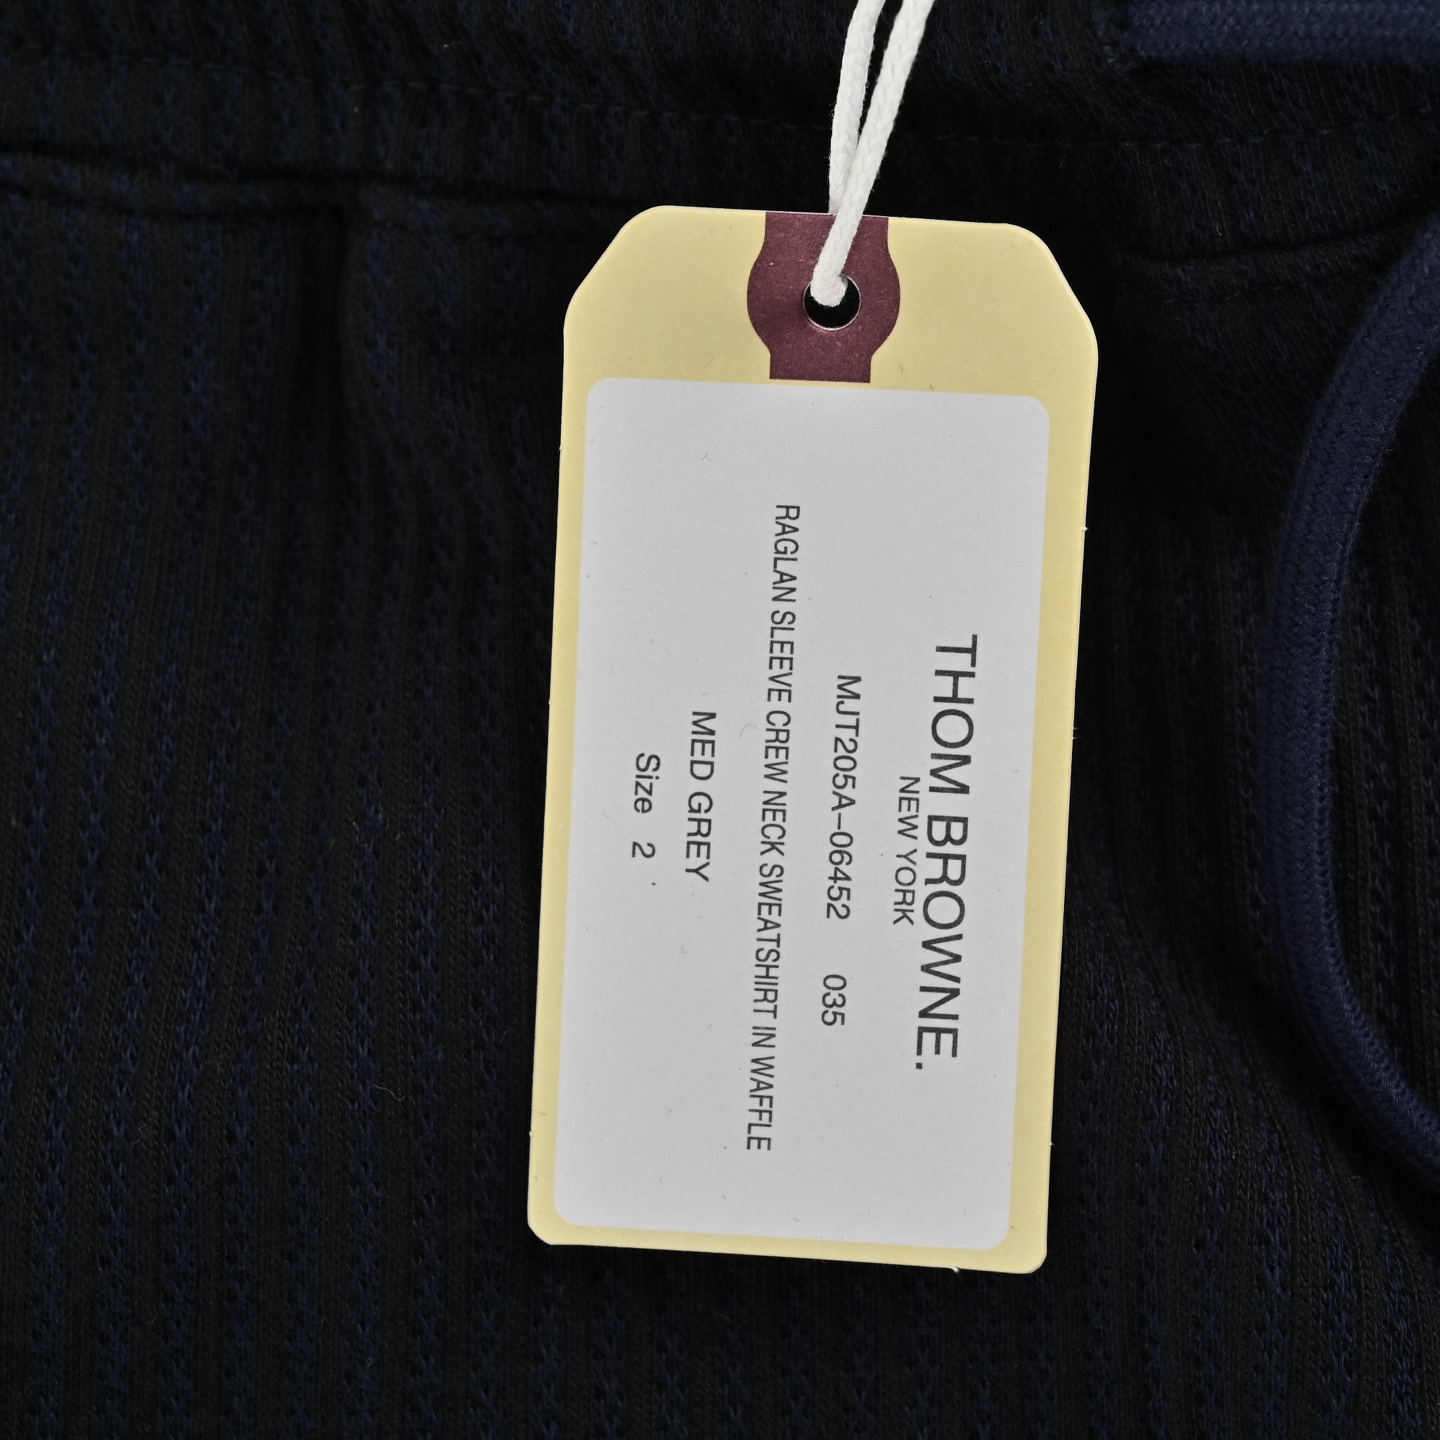 THOM BROWNE.
NEW YORK
MJT205A-06452 035
RAGLAN SLEEVE CREW NECK SWEATSHIRT IN WAFFLE
MED GREY
Size 2